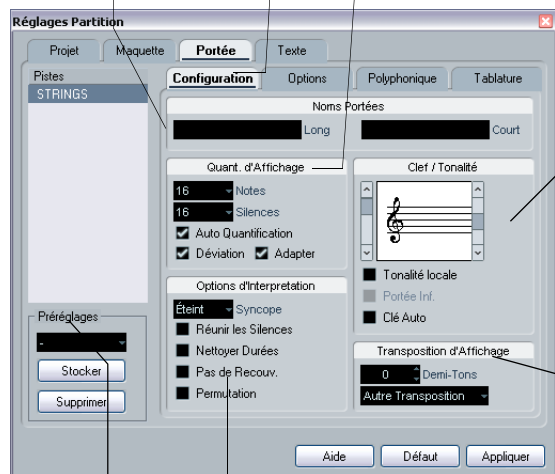 Réglages Partition
Projet Maquette Portée Texte
Pistes
STRINGS
Configuration Options Polyphonique Tablature
Noms Portées
Long Court
Quant. d'Affichage
16 Notes
16 Silences
Auto Quantification
Déviation Adapter
Clef / Tonalité
Tonalité locale
Portée Inf.
Clé Auto
Options d'Interpretation
Éteint Syncope
Réunir les Silences
Nettoyer Durées
Pas de Recouv.
Permutation
Transposition d'Affichage
0 Demi-Tons
Autre Transposition
Préréglages
-
Stocker
Supprimer
Aide Défaut Appliquer